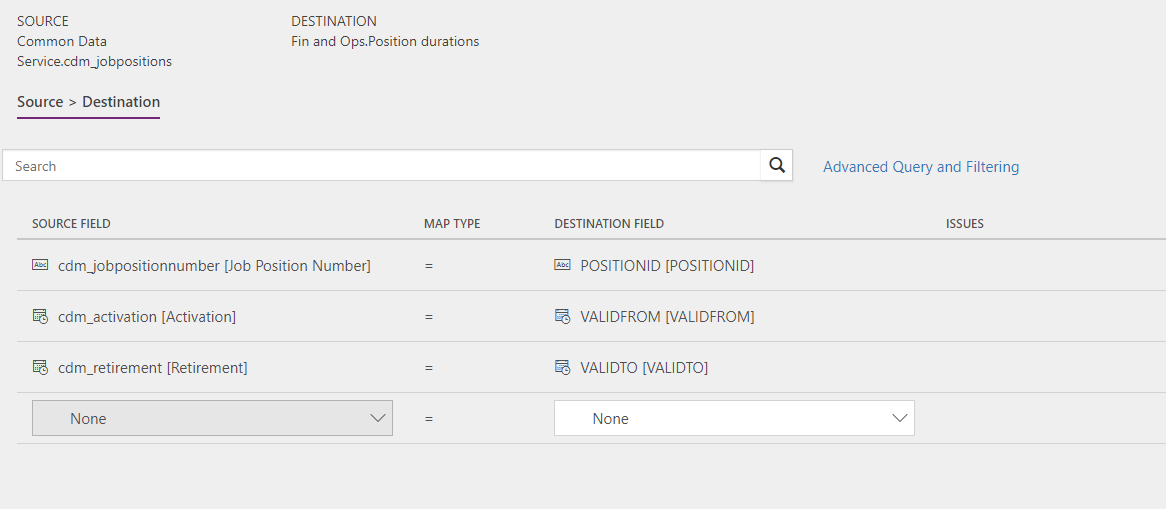 SOURCE
Common Data
Service.cdm_jobpositions
DESTINATION
Fin and Ops.Position durations
Source > Destination
Search
Advanced Query and Filtering
SOURCE FIELD MAP TYPE DESTINATION FIELD ISSUES
Abc cdm_jobpositionnumber [Job Position Number] = Abc POSITIONID [POSITIONID]
cdm_activation [Activation] = VALIDFROM [VALIDFROM]
cdm_retirement [Retirement] = VALIDTO [VALIDTO]
None = None